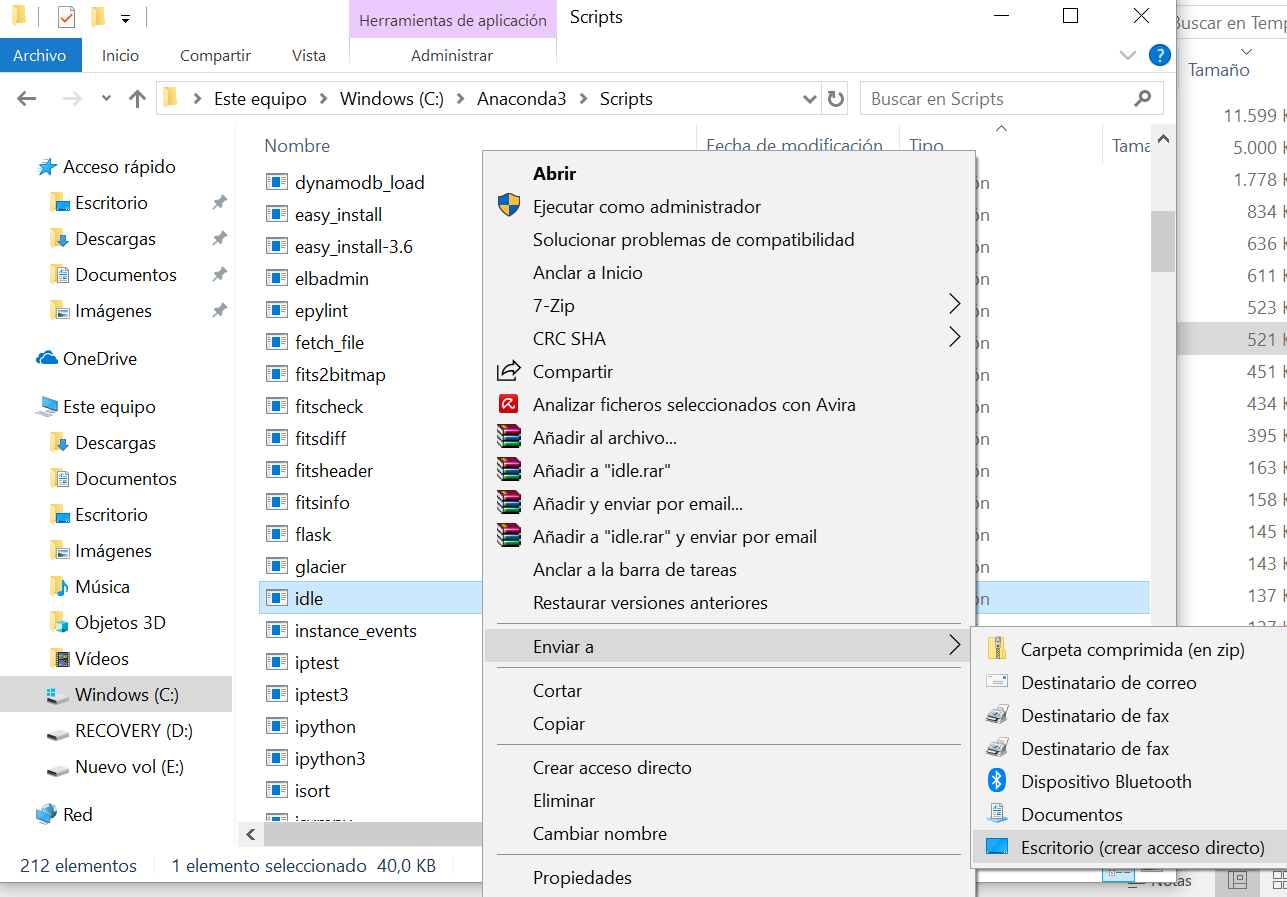 Herramientas de aplicación
Scripts
Archivo
Inicio
Compartir
Vista
Administrar
?
Este equipo
Windows (C:)
Anaconda3
Scripts
Buscar en Scripts
Buscar en Temp
Tamaño
Acceso rápido
Escritorio
Descargas
Documentos
Imágenes
OneDrive
Este equipo
Descargas
Documentos
Escritorio
Imágenes
Música
Objetos 3D
Vídeos
Windows (C:)
RECOVERY (D:)
Nuevo vol (E:)
Red
Nombre
Fecha de modificación
Tipo
Tama
dynamodb_load
easy_install
easy_install-3.6
elbadmin
epylint
fetch_file
fits2bitmap
fitscheck
fitsdiff
fitsheader
fitsinfo
flask
glacier
idle
instance_events
iptest
iptest3
ipython
ipython3
isort
Abrir
Ejecutar como administrador
Solucionar problemas de compatibilidad
Anclar a Inicio
7-Zip
CRC SHA
Compartir
Analizar ficheros seleccionados con Avira
Añadir al archivo...
Añadir a "idle.rar"
Añadir y enviar por email...
Añadir a "idle.rar" y enviar por email
Anclar a la barra de tareas
Restaurar versiones anteriores
Enviar a
Cortar
Copiar
Crear acceso directo
Eliminar
Cambiar nombre
Propiedades
Carpeta comprimida (en zip)
Destinatario de correo
Destinatario de fax
Destinatario de fax
Dispositivo Bluetooth
Documentos
Escritorio (crear acceso directo)
11.599 K
5.000 K
1.778 K
834 K
636 K
611 K
523 K
521 K
451 K
434 K
395 K
163 K
158 K
145 K
143 K
137 K
212 elementos
1 elemento seleccionado 40,0 KB